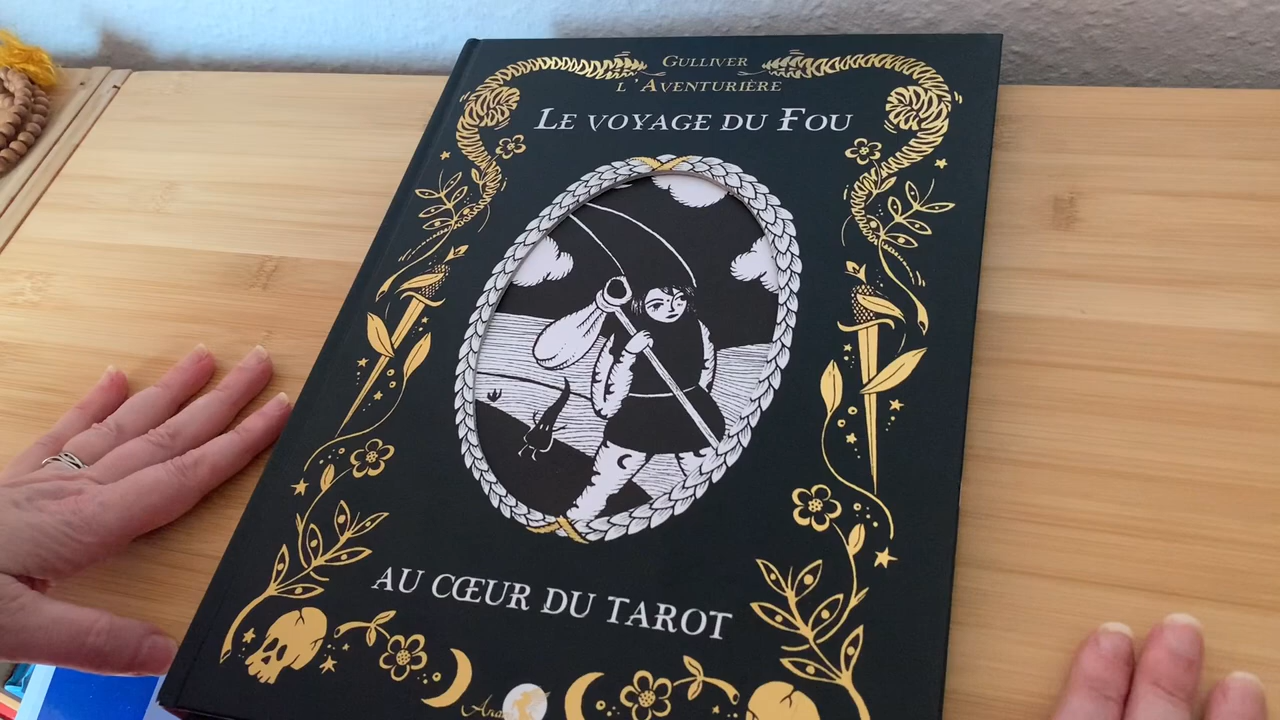 GULLIVER
L'AVENTURIÈRE
LE VOYAGE DU FOU
AU CŒUR DU TAROT